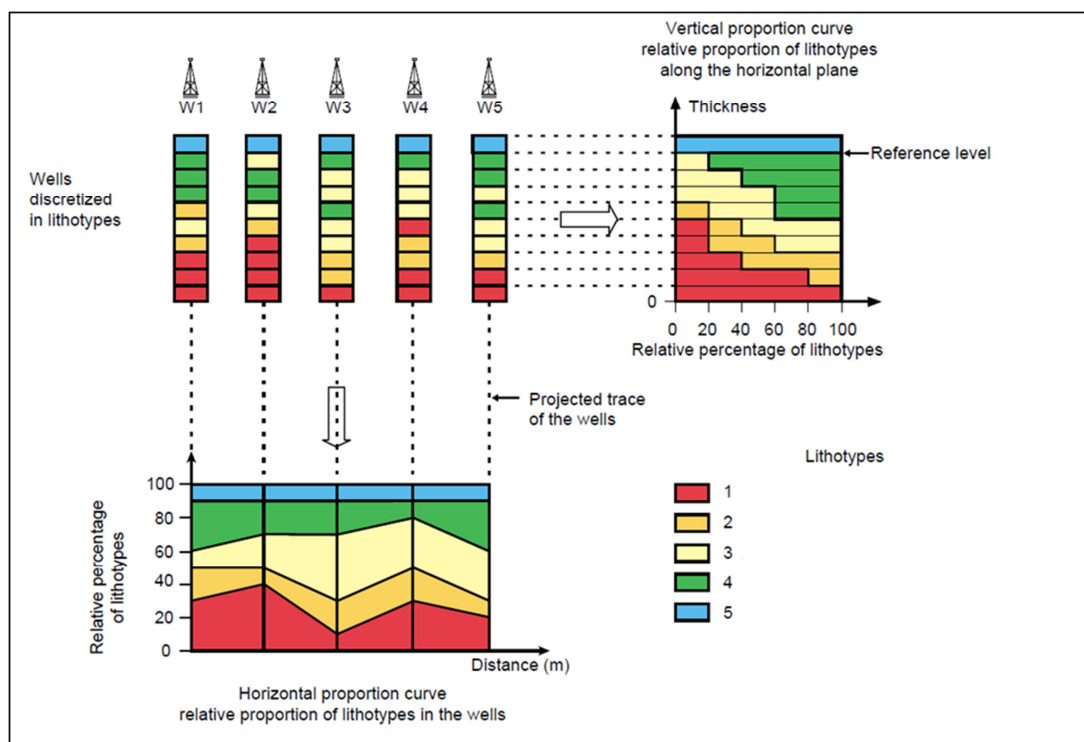 Vertical proportion curve
relative proportion of lithotypes
along the horizontal plane
W1 W2 W3 W4 W5
Thickness
Reference level
Wells
discretized
in lithotypes
0
0 20 40 60 80 100
Relative percentage of lithotypes
Projected trace
of the wells
Lithotypes
1
2
3
4
5
100
80
60
40
20
0
Relative percentage
of lithotypes
Distance (m)
Horizontal proportion curve
relative proportion of lithotypes in the wells